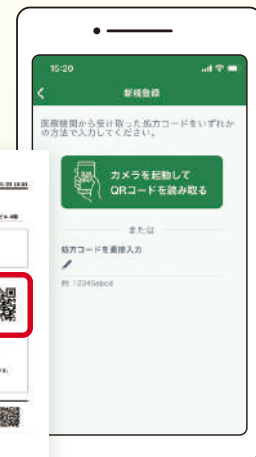 15:20
新規登録
医療機関から受け取った処方コードをいずれか
の方法で入力してください。
カメラを起動して
QRコードを読み取る
または
処方コードを直接入力
例: 12345abcd